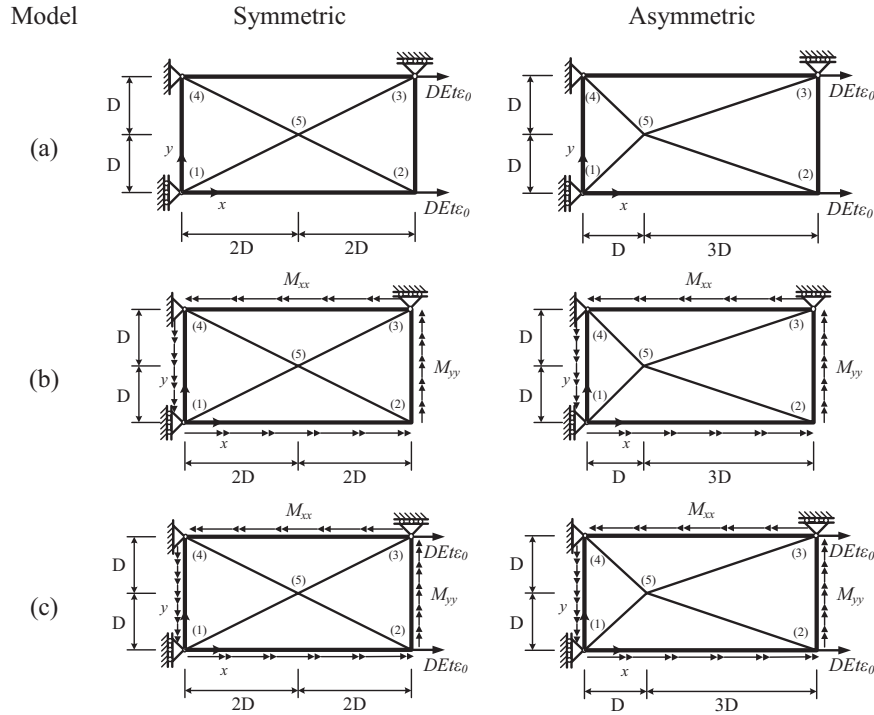 Model Symmetric Asymmetric
(a)
D
D
y
x
(4)
(3)
(5)
(1)
(2)
DEtε₀
DEtε₀
2D 2D
D
D
y
x
(4)
(3)
(5)
(1)
(2)
DEtε₀
DEtε₀
D 3D
(b)
Mxx
D
D
y
x
(4)
(3)
(5)
(1)
(2)
Myy
2D 2D
Mxx
D
D
y
x
(4)
(3)
(5)
(1)
(2)
Myy
D 3D
(c)
Mxx
D
D
y
x
(4)
(3)
(5)
(1)
(2)
DEtε₀
Myy
DEtε₀
2D 2D
Mxx
D
D
y
x
(4)
(3)
(5)
(1)
(2)
DEtε₀
Myy
DEtε₀
D 3D